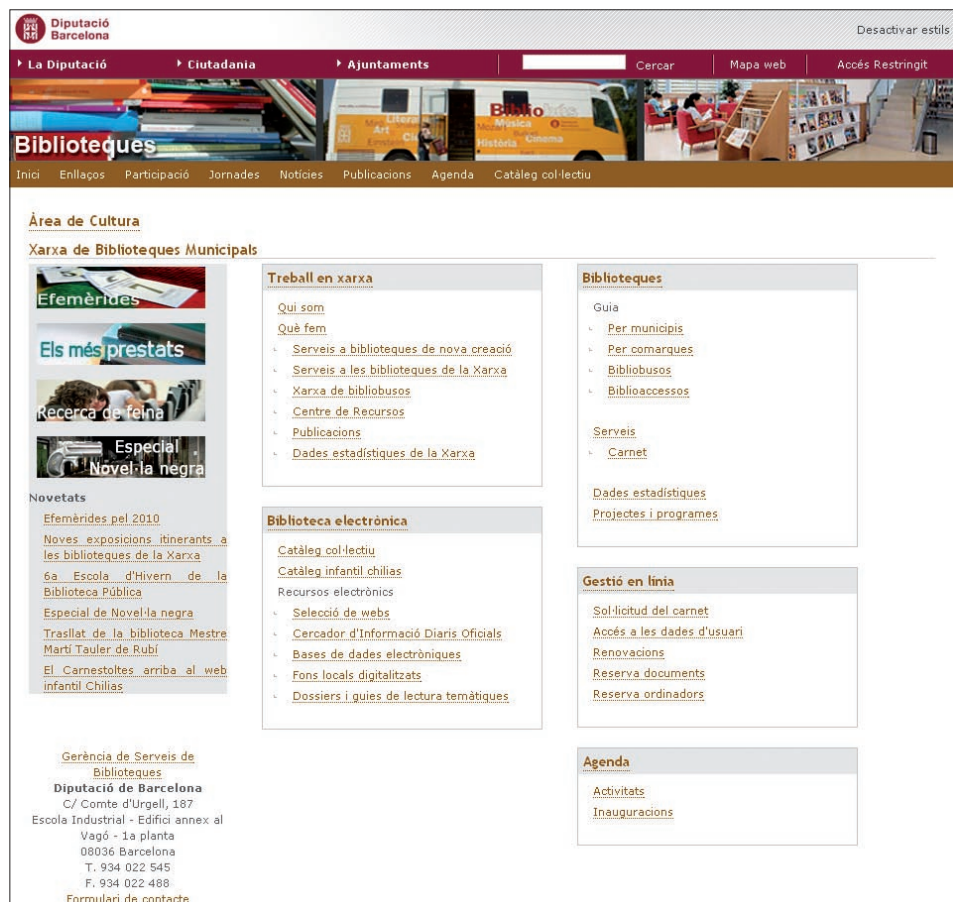 Diputació
Barcelona
Desactivar estils
La Diputació
Ciutadania
Ajuntaments
Cercar
Mapa web
Accés Restringit
Biblioteques
Bibliobús
Música
Art
Einstein
Història
Cinema
Inici Enllaços Participació Jornades Notícies Publicacions Agenda Catàleg col·lectiu
Àrea de Cultura
Xarxa de Biblioteques Municipals
Efemèrides
Els més prestats
Recerca de feina
Especial
Novel·la negra
Novetats
Efemèrides pel 2010
Noves exposicions itinerants a
les biblioteques de la Xarxa
6a Escola d'Hivern de la
Biblioteca Pública
Especial de Novel·la negra
Trasllat de la biblioteca Mestre
Martí Tauler de Rubí
El Carnestoltes arriba al web
infantil Chilias
Gerència de Serveis de
Biblioteques
Diputació de Barcelona
C/ Comte d'Urgell, 187
Escola Industrial - Edifici annex al
Vagó - 1a planta
08036 Barcelona
T. 934 022 545
F. 934 022 488
Formulari de contacte
Treball en xarxa
Qui som
Què fem
Serveis a biblioteques de nova creació
Serveis a les biblioteques de la Xarxa
Xarxa de bibliobusos
Centre de Recursos
Publicacions
Dades estadístiques de la Xarxa
Biblioteca electrònica
Catàleg col·lectiu
Catàleg infantil chilias
Recursos electrònics
Selecció de webs
Cercador d'Informació Diaris Oficials
Bases de dades electròniques
Fons locals digitalitzats
Dossiers i guies de lectura temàtiques
Biblioteques
Guia
Per municipis
Per comarques
Bibliobusos
Biblioaccessos
Serveis
Carnet
Dades estadístiques
Projectes i programes
Gestió en línia
Sol·licitud del carnet
Accés a les dades d'usuari
Renovacions
Reserva documents
Reserva ordinadors
Agenda
Activitats
Inauguracions